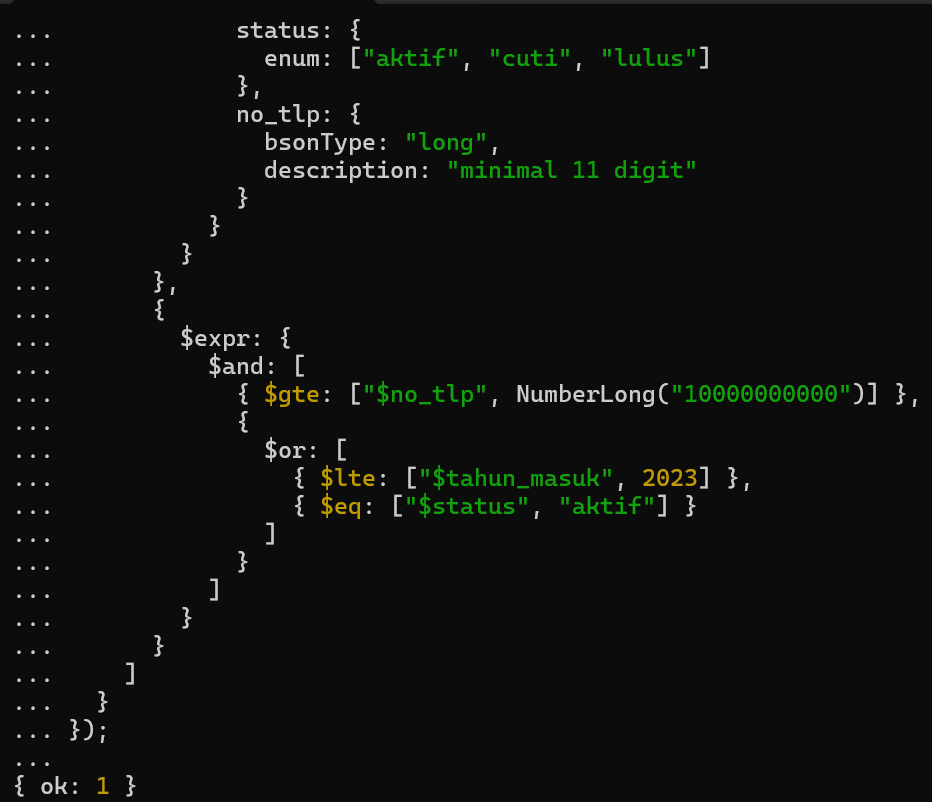 ...             status: {
...               enum: ["aktif", "cuti", "lulus"]
...             },
...             no_tlp: {
...               bsonType: "long",
...               description: "minimal 11 digit"
...             }
...           }
...         }
...       },
...       {
...         $expr: {
...           $and: [
...             { $gte: ["$no_tlp", NumberLong("10000000000")] },
...             {
...               $or: [
...                 { $lte: ["$tahun_masuk", 2023] },
...                 { $eq: ["$status", "aktif"] }
...               ]
...             }
...           ]
...         }
...       }
...     ]
...   }
... });
...
{ ok: 1 }